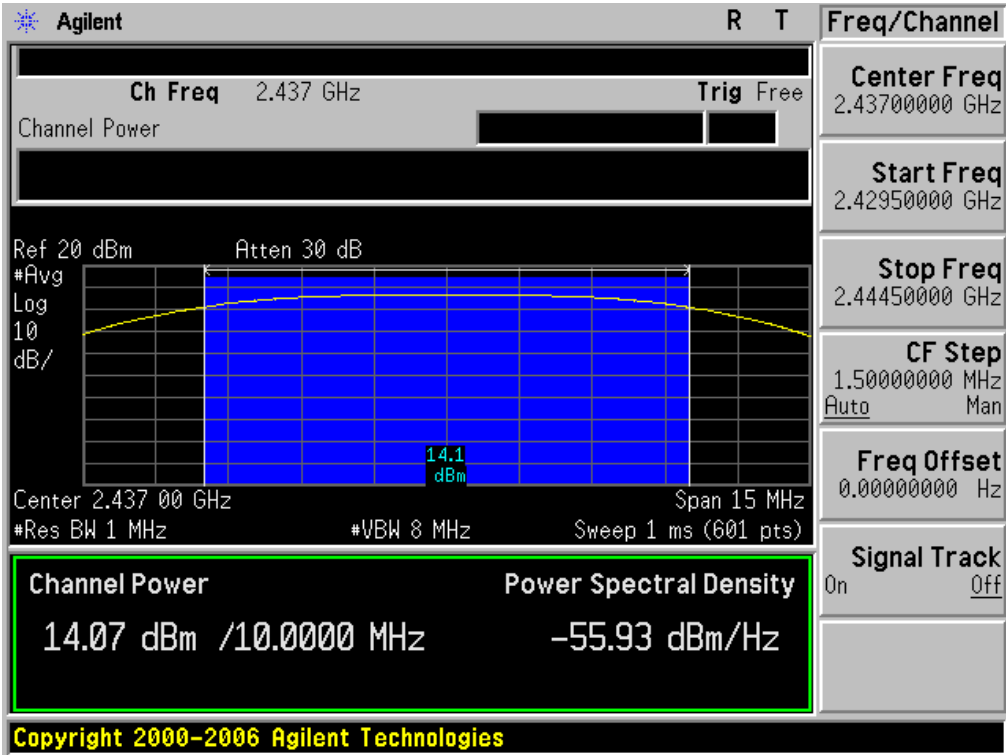 Agilent R T
Freq/Channel
Ch Freq 2.437 GHz Trig Free
Channel Power
Ref 20 dBm Atten 30 dB
#Avg
Log
10
dB/
14.1
dBm
Center 2.437 00 GHz Span 15 MHz
#Res BW 1 MHz #VBW 8 MHz Sweep 1 ms (601 pts)
Channel Power Power Spectral Density
14.07 dBm /10.0000 MHz -55.93 dBm/Hz
Center Freq
2.43700000 GHz
Start Freq
2.42950000 GHz
Stop Freq
2.44450000 GHz
CF Step
1.50000000 MHz
Auto Man
Freq Offset
0.00000000 Hz
Signal Track
On Off
Copyright 2000-2006 Agilent Technologies